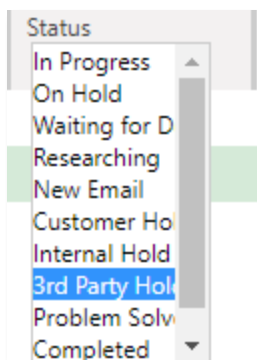 Status
In Progress
On Hold
Waiting for D
Researching
New Email
Customer Hol
Internal Hold
3rd Party Hol
Problem Solv
Completed